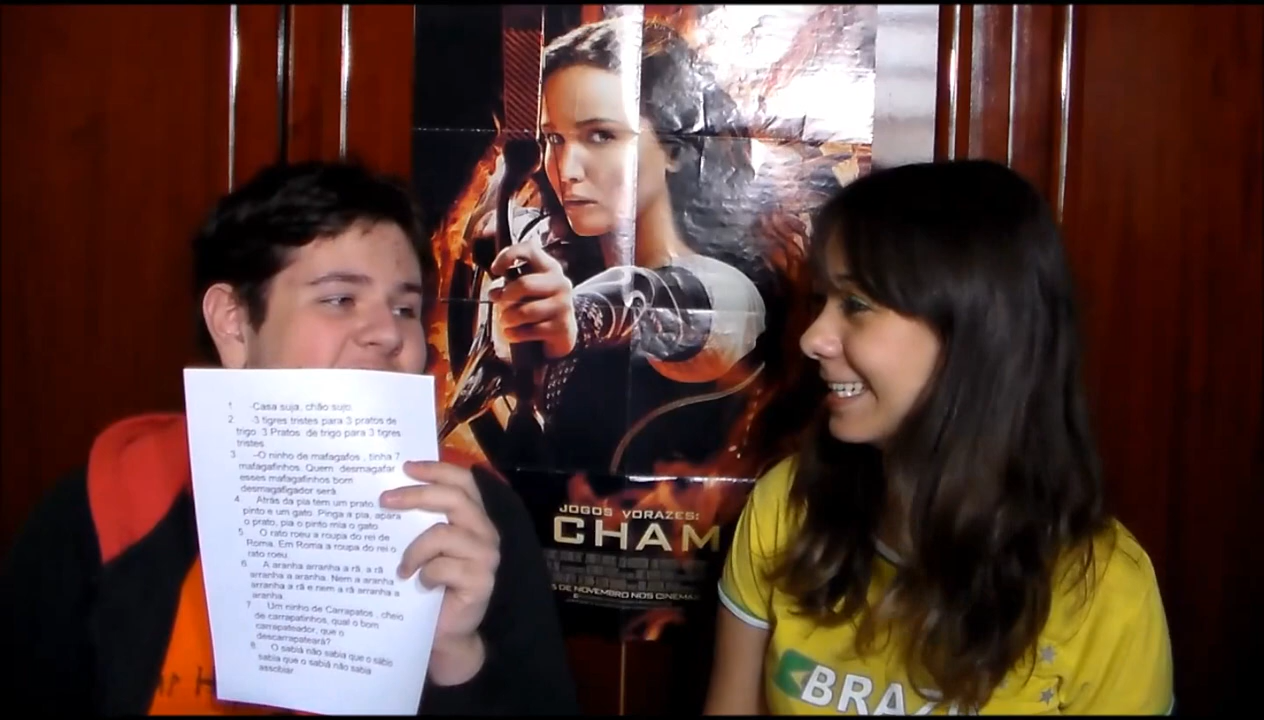 1 -Casa suja, chão sujo
2 -3 tigres tristes para 3 pratos de
trigo 3 Pratos de trigo para 3 tigres
tristes
3 -O ninho de mafagafos , tinha 7
mafagafinhos. Quem desmagafar
esses mafagafinhos bom
desmagafigador será.
4 Atrás da pia tem um prato,
pinto e um gato. Pinga a pia, apara
o prato, pia o pinto mia o gato.
5 O rato roeu a roupa do rei de
Roma. Em Roma a roupa do rei o
rato roeu.
6 A aranha arranha a rã. a rã
arranha a aranha. Nem a aranha
arranha a rã e nem a rã arranha a
aranha.
7 Um ninho de Carrapatos , cheio
de carrapatinhos, qual o bom
carrapateador, que o
descarrapateará?
8 O sabiá não sabia que o sábio
sabia que o sabiá não sabia
assobiar
JOGOS VORAZES:
CHAM
DE NOVEMBRO NOS CINEMAS
BRAZI